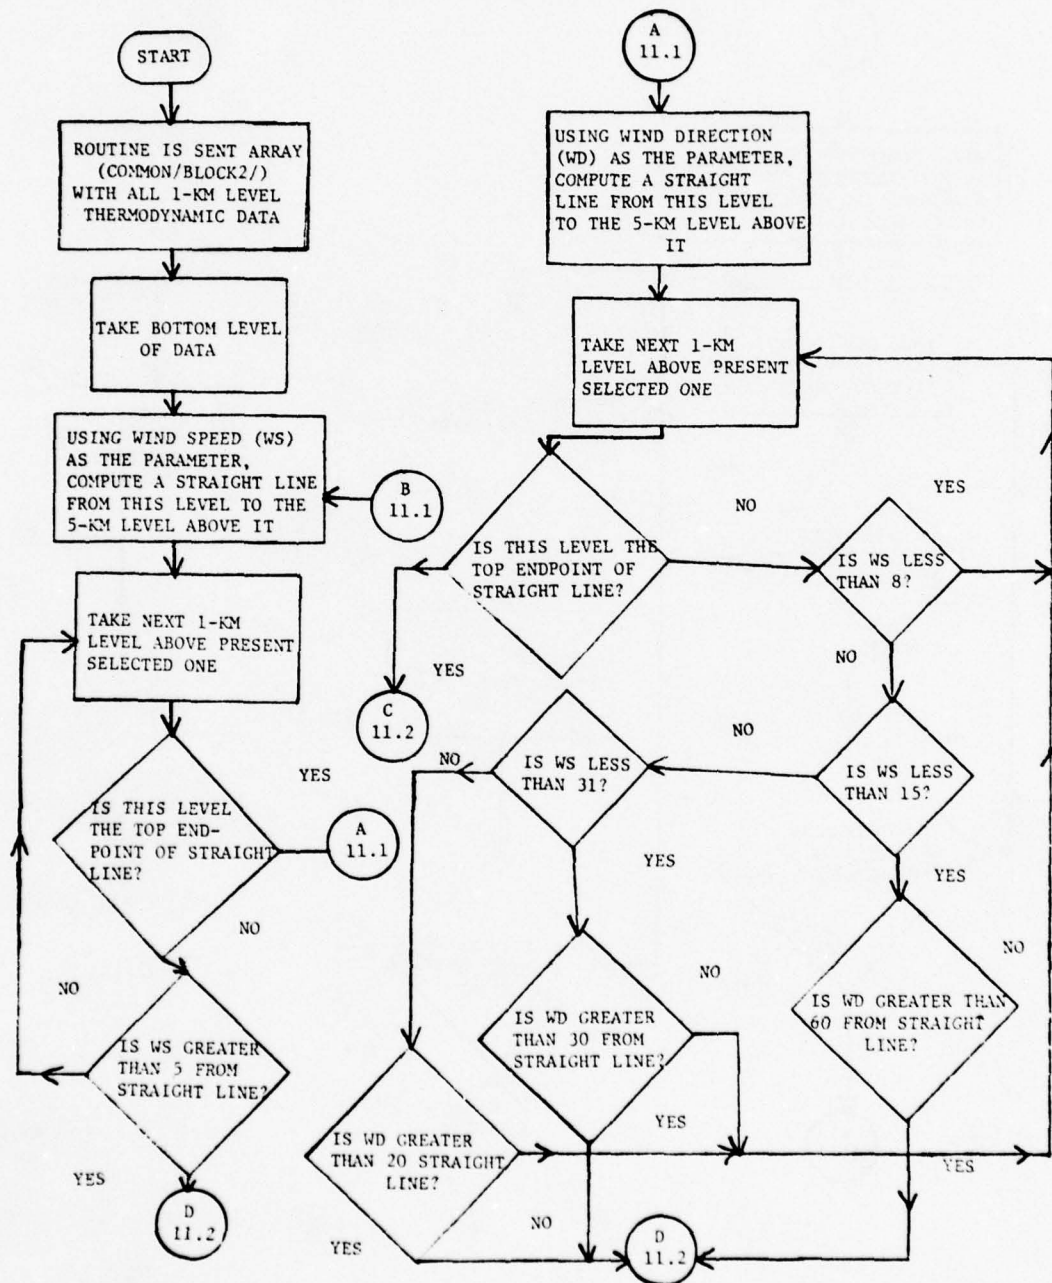 START
ROUTINE IS SENT ARRAY
(COMMON/BLOCK2/)
WITH ALL 1-KM LEVEL
THERMODYNAMIC DATA
TAKE BOTTOM LEVEL
OF DATA
USING WIND SPEED (WS)
AS THE PARAMETER,
COMPUTE A STRAIGHT LINE
FROM THIS LEVEL TO THE
5-KM LEVEL ABOVE IT
B
11.1
TAKE NEXT 1-KM
LEVEL ABOVE PRESENT
SELECTED ONE
YES
IS THIS LEVEL
THE TOP END-
POINT OF STRAIGHT
LINE?
A
11.1
NO
NO
IS WS GREATER
THAN 5 FROM
STRAIGHT LINE?
YES
D
11.2
A
11.1
USING WIND DIRECTION
(WD) AS THE PARAMETER,
COMPUTE A STRAIGHT
LINE FROM THIS LEVEL
TO THE 5-KM LEVEL ABOVE
IT
TAKE NEXT 1-KM
LEVEL ABOVE PRESENT
SELECTED ONE
NO
YES
IS THIS LEVEL THE
TOP ENDPOINT OF
STRAIGHT LINE?
IS WS LESS
THAN 8?
YES
NO
C
11.2
NO
NO
IS WS LESS
THAN 31?
IS WS LESS
THAN 15?
YES
YES
NO
NO
IS WD GREATER
THAN 30 FROM
STRAIGHT LINE?
IS WD GREATER THAN
60 FROM STRAIGHT
LINE?
YES
IS WD GREATER
THAN 20 STRAIGHT
LINE?
YES
NO
YES
D
11.2